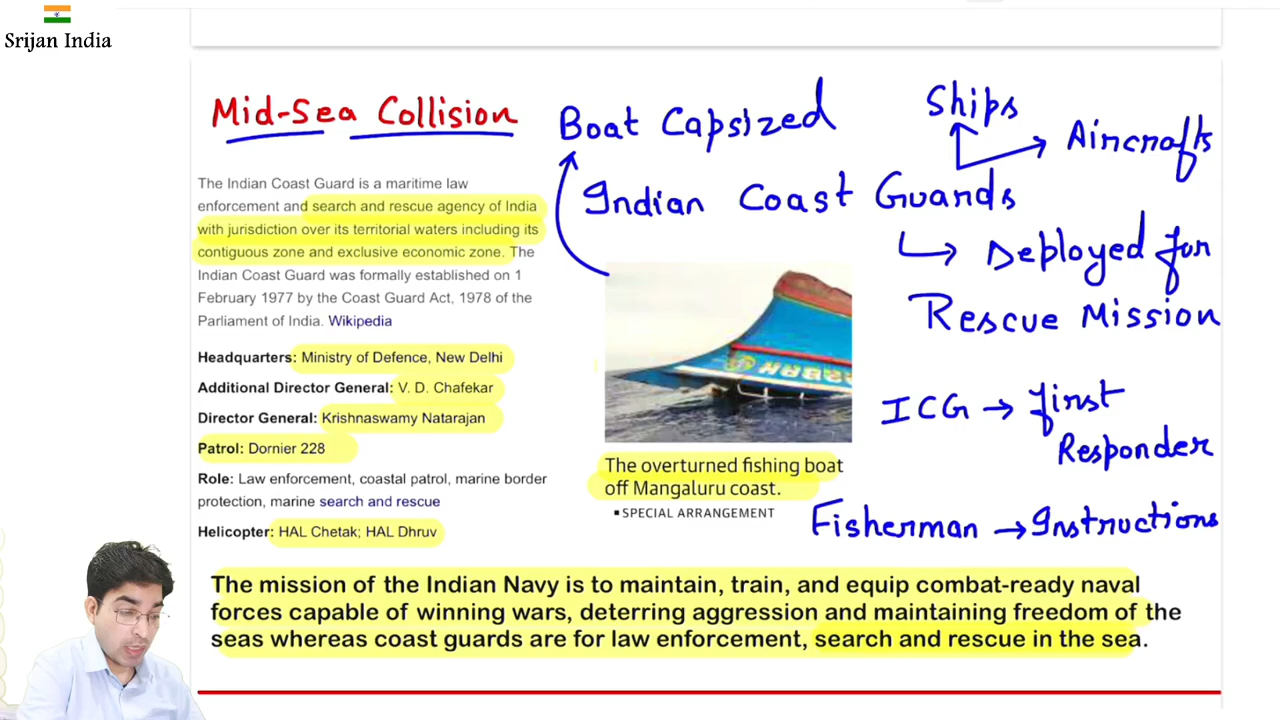 Srijan India
Mid-Sea Collision
Boat Capsized
Ships
Aircrafts
Indian Coast Guards
Deployed for
Rescue Mission
The Indian Coast Guard is a maritime law
enforcement and search and rescue agency of India
with jurisdiction over its territorial waters including its
contiguous zone and exclusive economic zone. The
Indian Coast Guard was formally established on 1
February 1977 by the Coast Guard Act, 1978 of the
Parliament of India. Wikipedia
Headquarters: Ministry of Defence, New Delhi
Additional Director General: V. D. Chafekar
Director General: Krishnaswamy Natarajan
Patrol: Dornier 228
Role: Law enforcement, coastal patrol, marine border
protection, marine search and rescue
Helicopter: HAL Chetak; HAL Dhruv
The overturned fishing boat
off Mangaluru coast.
▪SPECIAL ARRANGEMENT
ICG → first
Responder
Fisherman → Instructions
The mission of the Indian Navy is to maintain, train, and equip combat-ready naval
forces capable of winning wars, deterring aggression and maintaining freedom of the
seas whereas coast guards are for law enforcement, search and rescue in the sea.